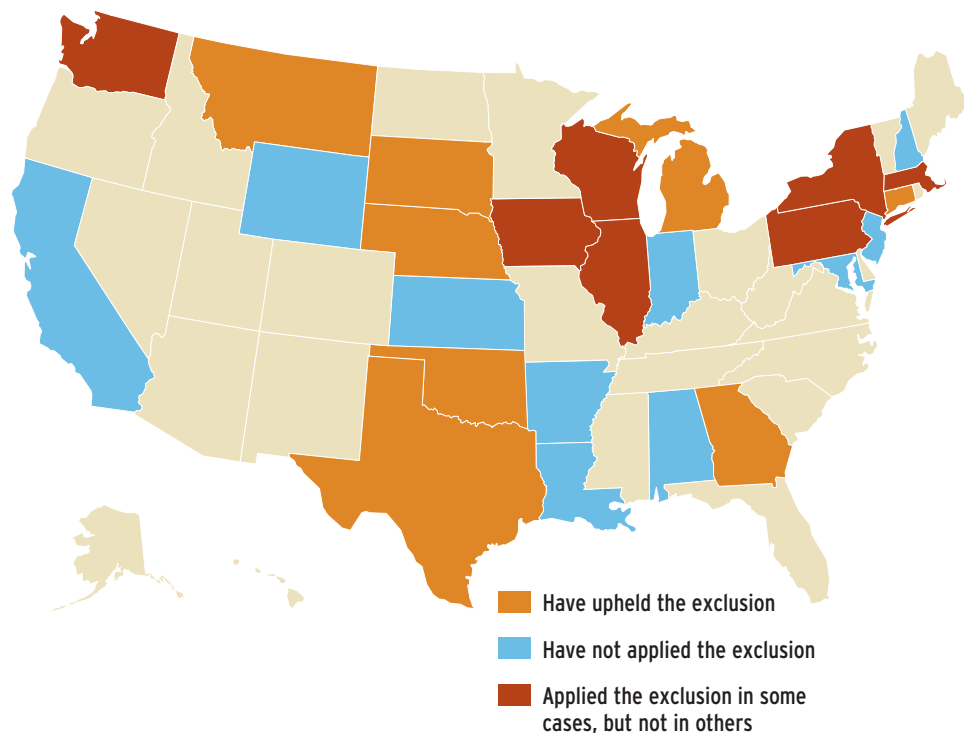 Have upheld the exclusion
Have not applied the exclusion
Applied the exclusion in some
cases, but not in others